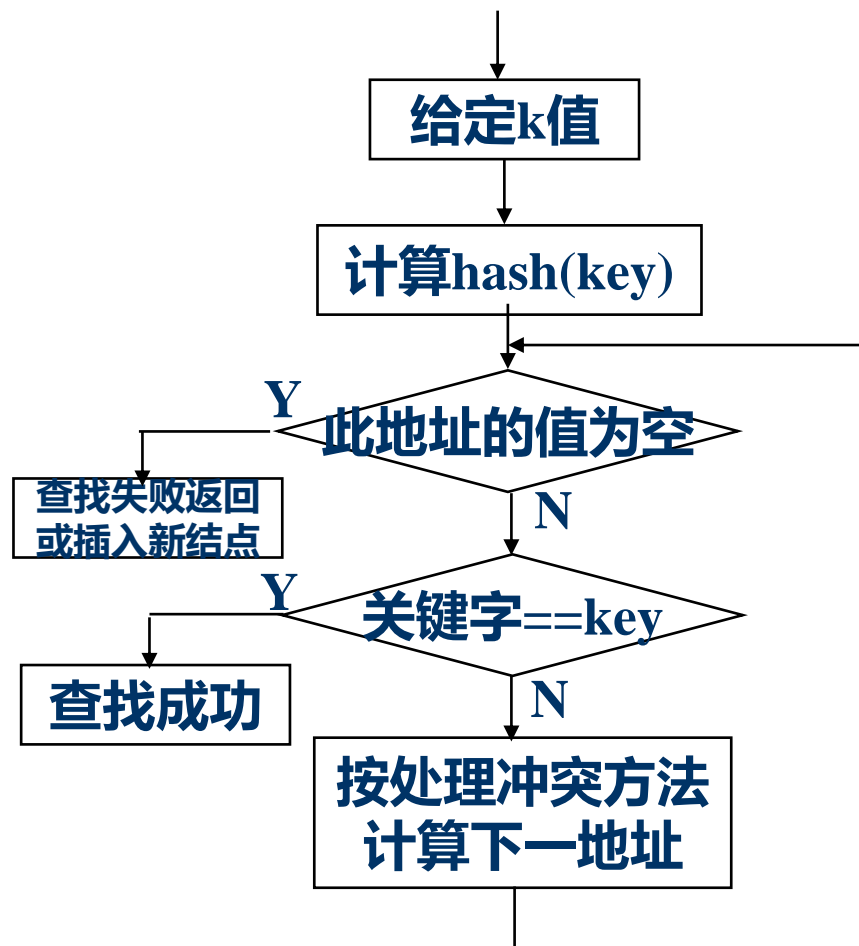 给定k值
计算hash(key)
Y
此地址的值为空
查找失败返回
或插入新结点
N
Y
关键字==key
查找成功
N
按处理冲突方法
计算下一地址